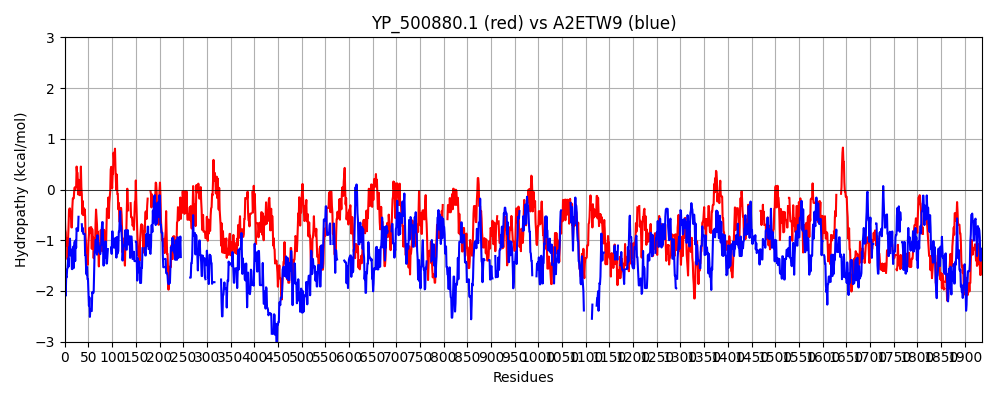 YP_500880.1 (red) vs A2ETW9 (blue)
3
2
1
0
−1
−2
−3
Hydropathy (kcal/mol)
0 50 100 150 200 250 300 350 400 450 500 550 600 650 700 750 800 850 900 950 1000 1050 1100 1150 1200 1250 1300 1350 1400 1450 1500 1550 1600 1650 1700 1750 1800 1850 1900
Residues